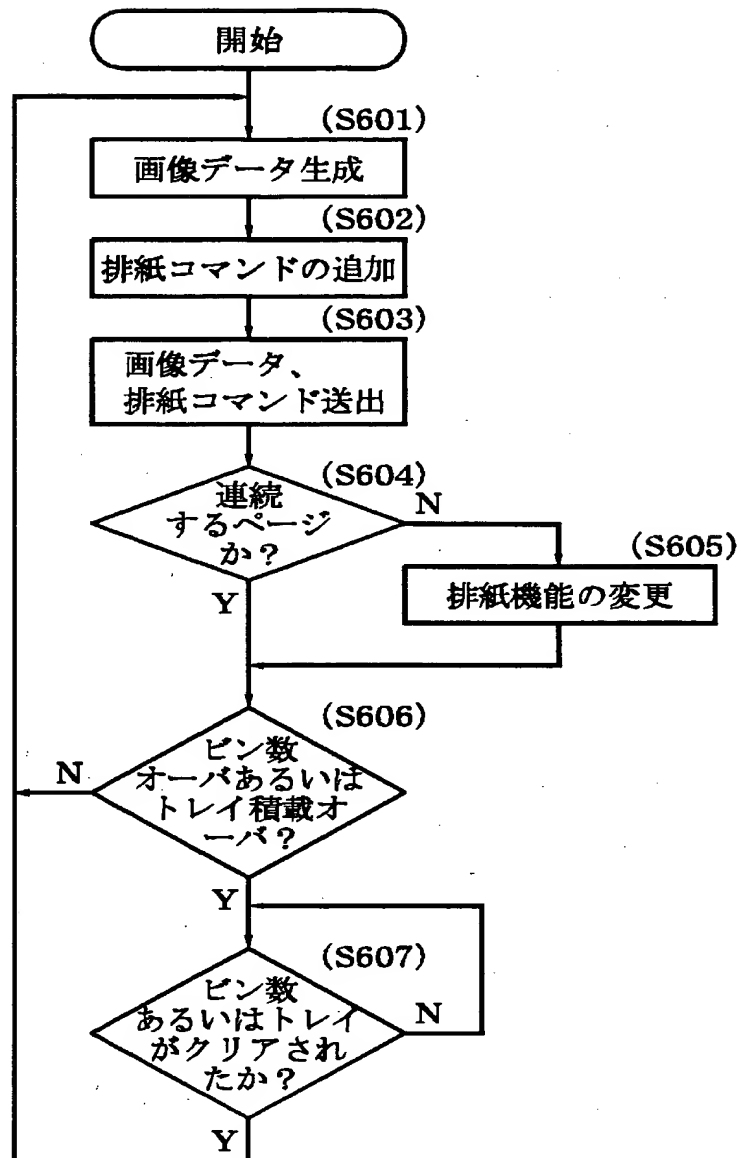 開始
(S601)
画像データ生成
(S602)
排紙コマンドの追加
(S603)
画像データ、
排紙コマンド送出
(S604)
連続
するページ
か？
N
Y
(S605)
排紙機能の変更
(S606)
ビン数
オーバあるいは
トレイ積載オ
ーバ？
N
Y
(S607)
ビン数
あるいはトレイ
がクリアされ
たか？
N
Y